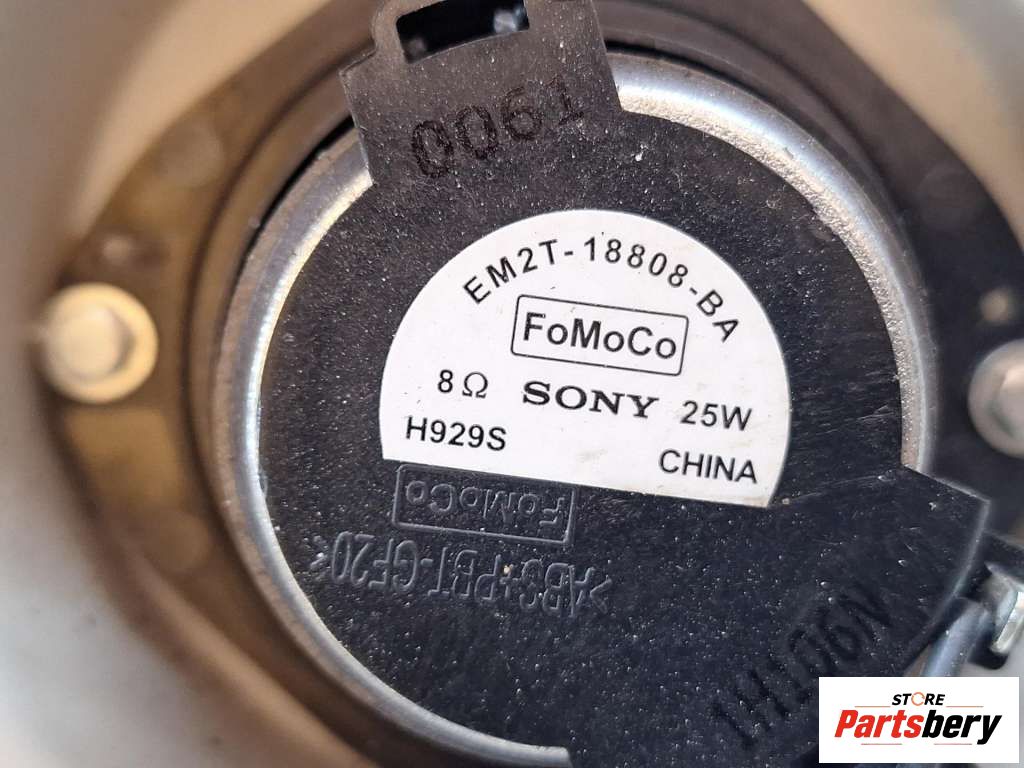 0061
EM2T-18808-BA
FoMoCo
8Ω SONY 25W
H929S
CHINA
FoMoCo
>ABS+PBT-GF20<
STORE
Partsbery